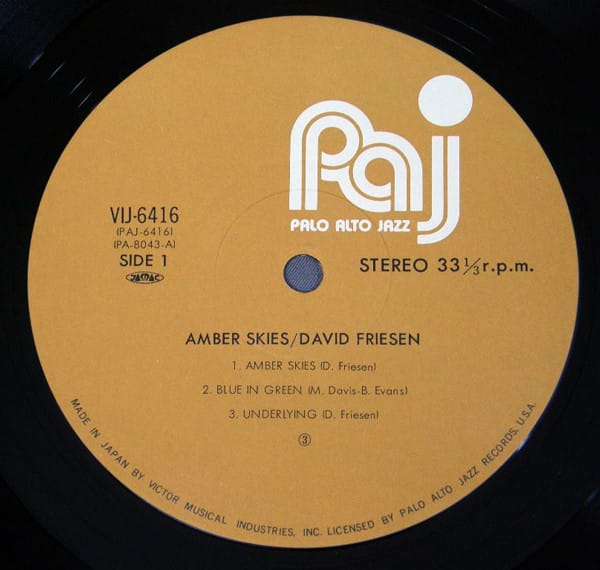 Paj
PALO ALTO JAZZ
VIJ-6416
(PAJ-6416)
(PA-8043-A)
SIDE 1
JASRAC
STEREO 33 1/3 r.p.m.
AMBER SKIES/DAVID FRIESEN
1. AMBER SKIES (D. Friesen)
2. BLUE IN GREEN (M. Davis-B. Evans)
3. UNDERLYING (D. Friesen)
③
MADE IN JAPAN BY VICTOR MUSICAL INDUSTRIES, INC. LICENSED BY PALO ALTO JAZZ RECORDS, U.S.A.